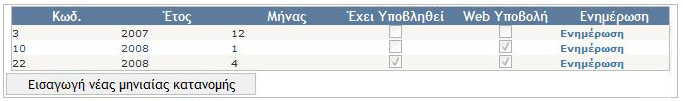 Κωδ. Έτος Μήνας Έχει Υποβληθεί Web Υποβολή Ενημέρωση
3 2007 12 Ενημέρωση
10 2008 1 Ενημέρωση
22 2008 4 Ενημέρωση
Εισαγωγή νέας μηνιαίας κατανομής